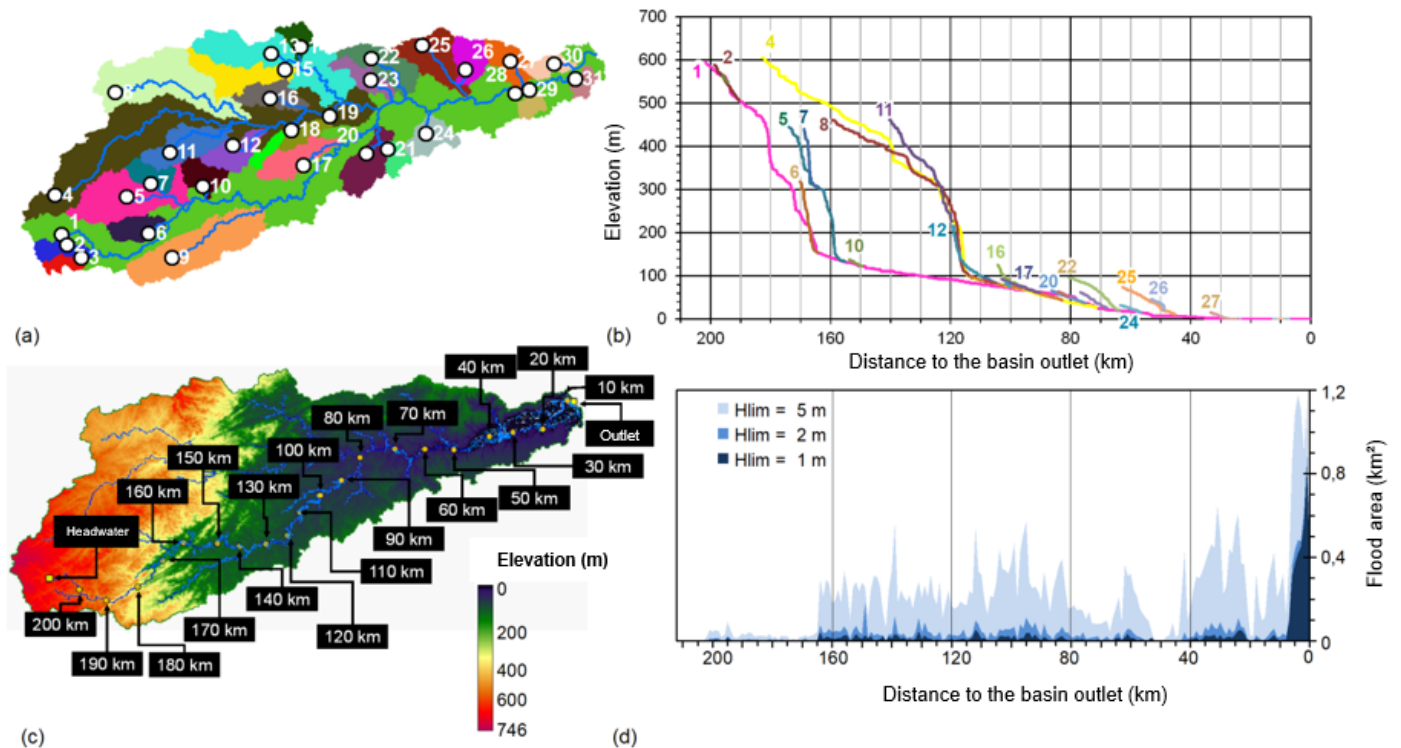 25
13
22
26
27
30
15
23
28
31
8
16
29
19
18
20
24
12
11
21
17
7
10
4
5
1
6
2
3
9
(a)
700
600
500
400
300
200
100
0
Elevation (m)
1
2
4
5
7
8
11
6
12
10
16
17
20
22
25
26
27
24
200
160
120
80
40
0
Distance to the basin outlet (km)
(b)
20 km
40 km
10 km
80 km
70 km
Outlet
100 km
150 km
30 km
160 km
130 km
50 km
60 km
Headwater
90 km
110 km
140 km
200 km
170 km
120 km
190 km
180 km
Elevation (m)
0
200
400
600
746
(c)
Hlim = 5 m
Hlim = 2 m
Hlim = 1 m
1,2
0,8
0,4
0
Flood area (km²)
200
160
120
80
40
0
Distance to the basin outlet (km)
(d)